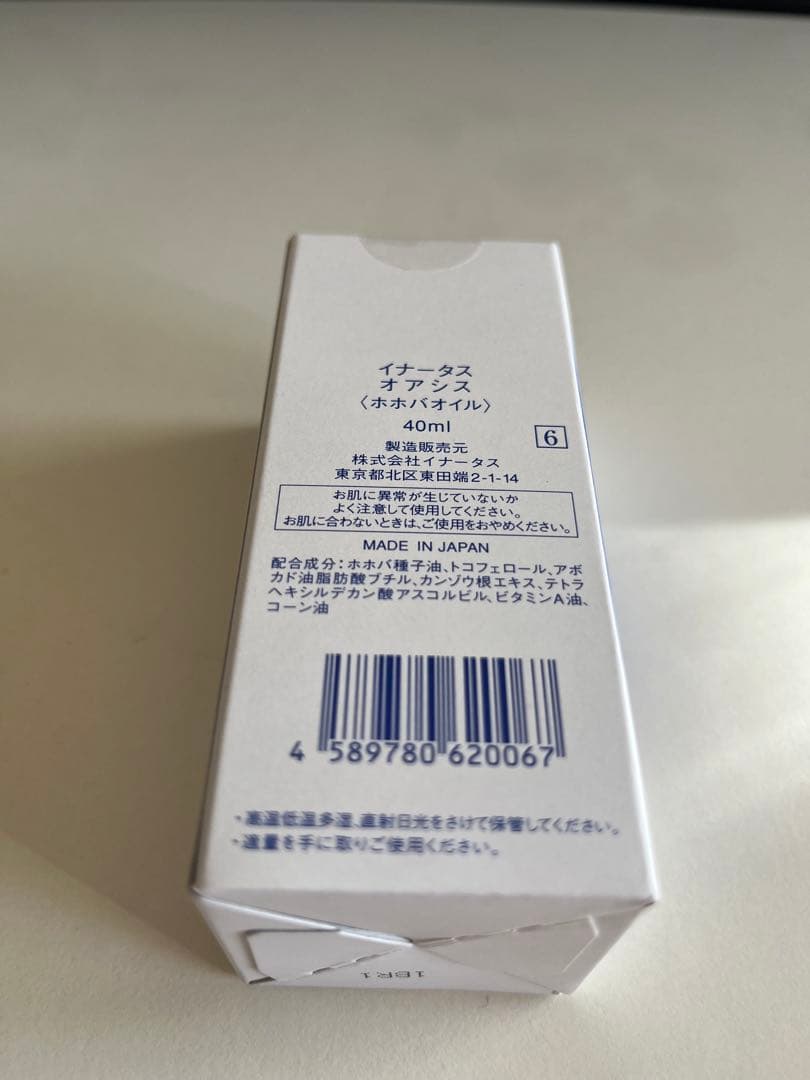 イナータス
オアシス
〈ホホバオイル〉
40ml
6
製造販売元
株式会社イナータス
東京都北区東田端2-1-14
お肌に異常が生じていないか
よく注意して使用してください。
お肌に合わないときは、ご使用をおやめください。
MADE IN JAPAN
配合成分：ホホバ種子油、トコフェロール、アボ
カド油脂肪酸ブチル、カンゾウ根エキス、テトラ
ヘキシルデカン酸アスコルビル、ビタミンA油、
コーン油
4 589780 620067
・高温低温多湿、直射日光をさけて保管してください。
・適量を手に取りご使用ください。
1BR1